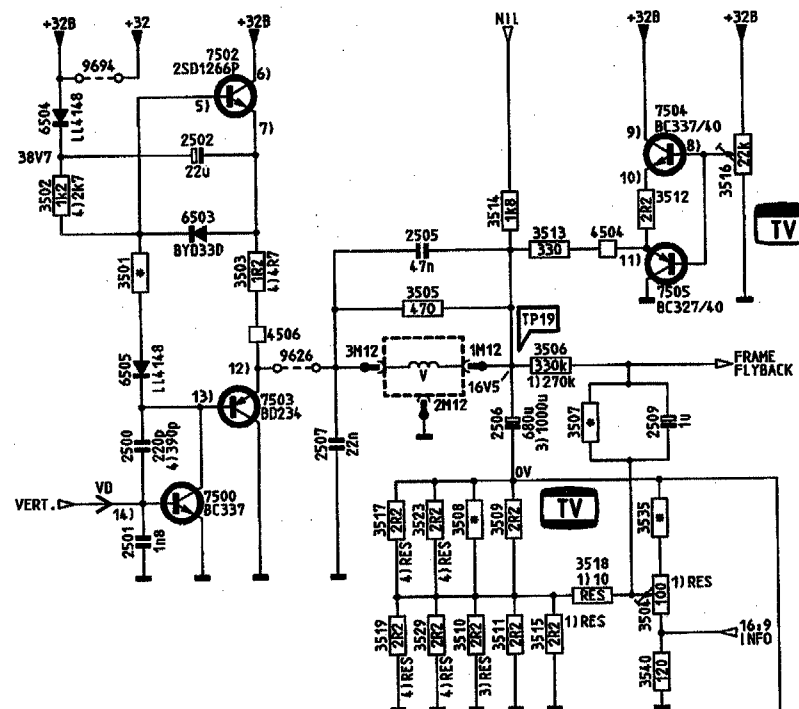 +32B
+32
+32B
NIL
+32B
+32B
9694
7502
2SD1266P
6)
5)
7)
6504
LL4148
7504
BC337/40
9)
8)
22k
3516
2502
22u
38V7
10)
3512
2R2
3502
1k2
4)2k7
3514
1k8
6503
BYD33D
2505
47n
3513
330
4504
TV
11)
3501
*
3503
1R2
4)4R7
7505
BC327/40
3505
470
TP19
4506
6505
LL4148
12)
9626
3M12
V
1M12
3506
330k
1)270k
FRAME
FLYBACK
16V5
2M12
13)
7503
BD234
2506
680u
3)1000u
3507
*
2509
1u
2500
220p
4)390p
2507
22n
0V
VERT.
VD
14)
7500
BC337
TV
2501
1n8
3517
2R2
4)RES
3523
2R2
4)RES
3508
*
3509
2R2
3535
*
3518
1)10
RES
3504
100
1)RES
3519
2R2
4)RES
3529
2R2
4)RES
3510
2R2
3)RES
3511
2R2
3515
2R2
1)RES
16:9
INFO
3540
120